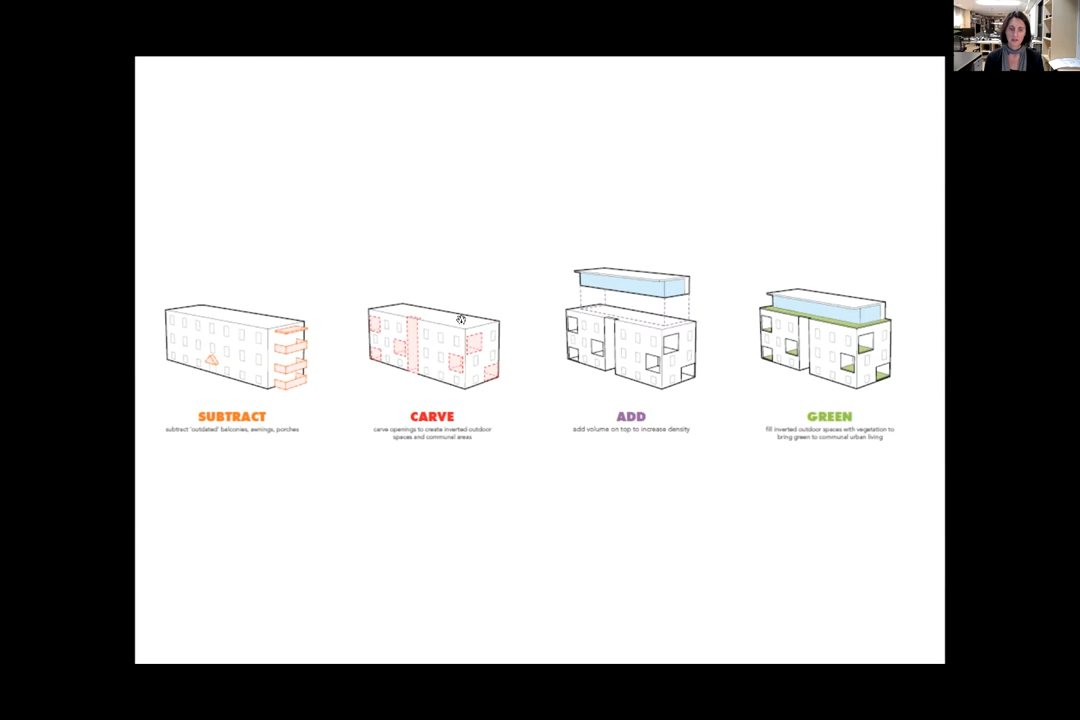 SUBTRACT
subtract 'outdated' balconies, awnings, porches
CARVE
carve openings to create inverted outdoor
spaces and communal areas
ADD
add volume on top to increase density
GREEN
fill inverted outdoor spaces with vegetation to
bring green to communal urban living